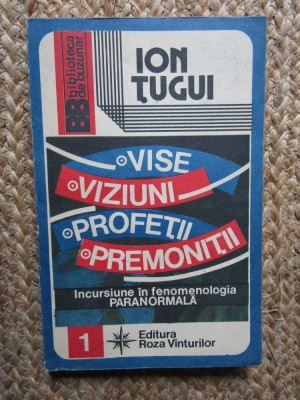 biblioteca
de buzunar
BB
ION
ȚUGUI
VISE
VIZIUNI
PROFEȚII
PREMONIȚII
Incursiune în fenomenologia
PARANORMALĂ
1
Editura
Roza Vînturilor